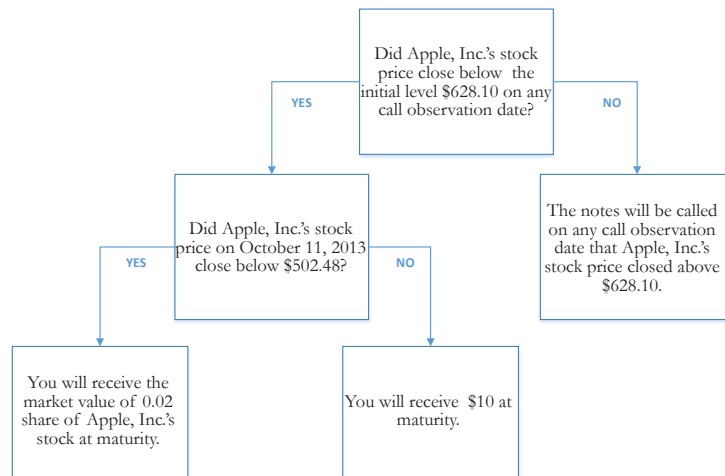 Did Apple, Inc.'s stock
price close below the
initial level $628.10 on any
call observation date?
YES
NO
Did Apple, Inc.'s stock
price on October 11, 2013
close below $502.48?
The notes will be called
on any call observation
date that Apple, Inc.'s
stock price closed above
$628.10.
YES
NO
You will receive the
market value of 0.02
share of Apple, Inc.'s
stock at maturity.
You will receive $10 at
maturity.